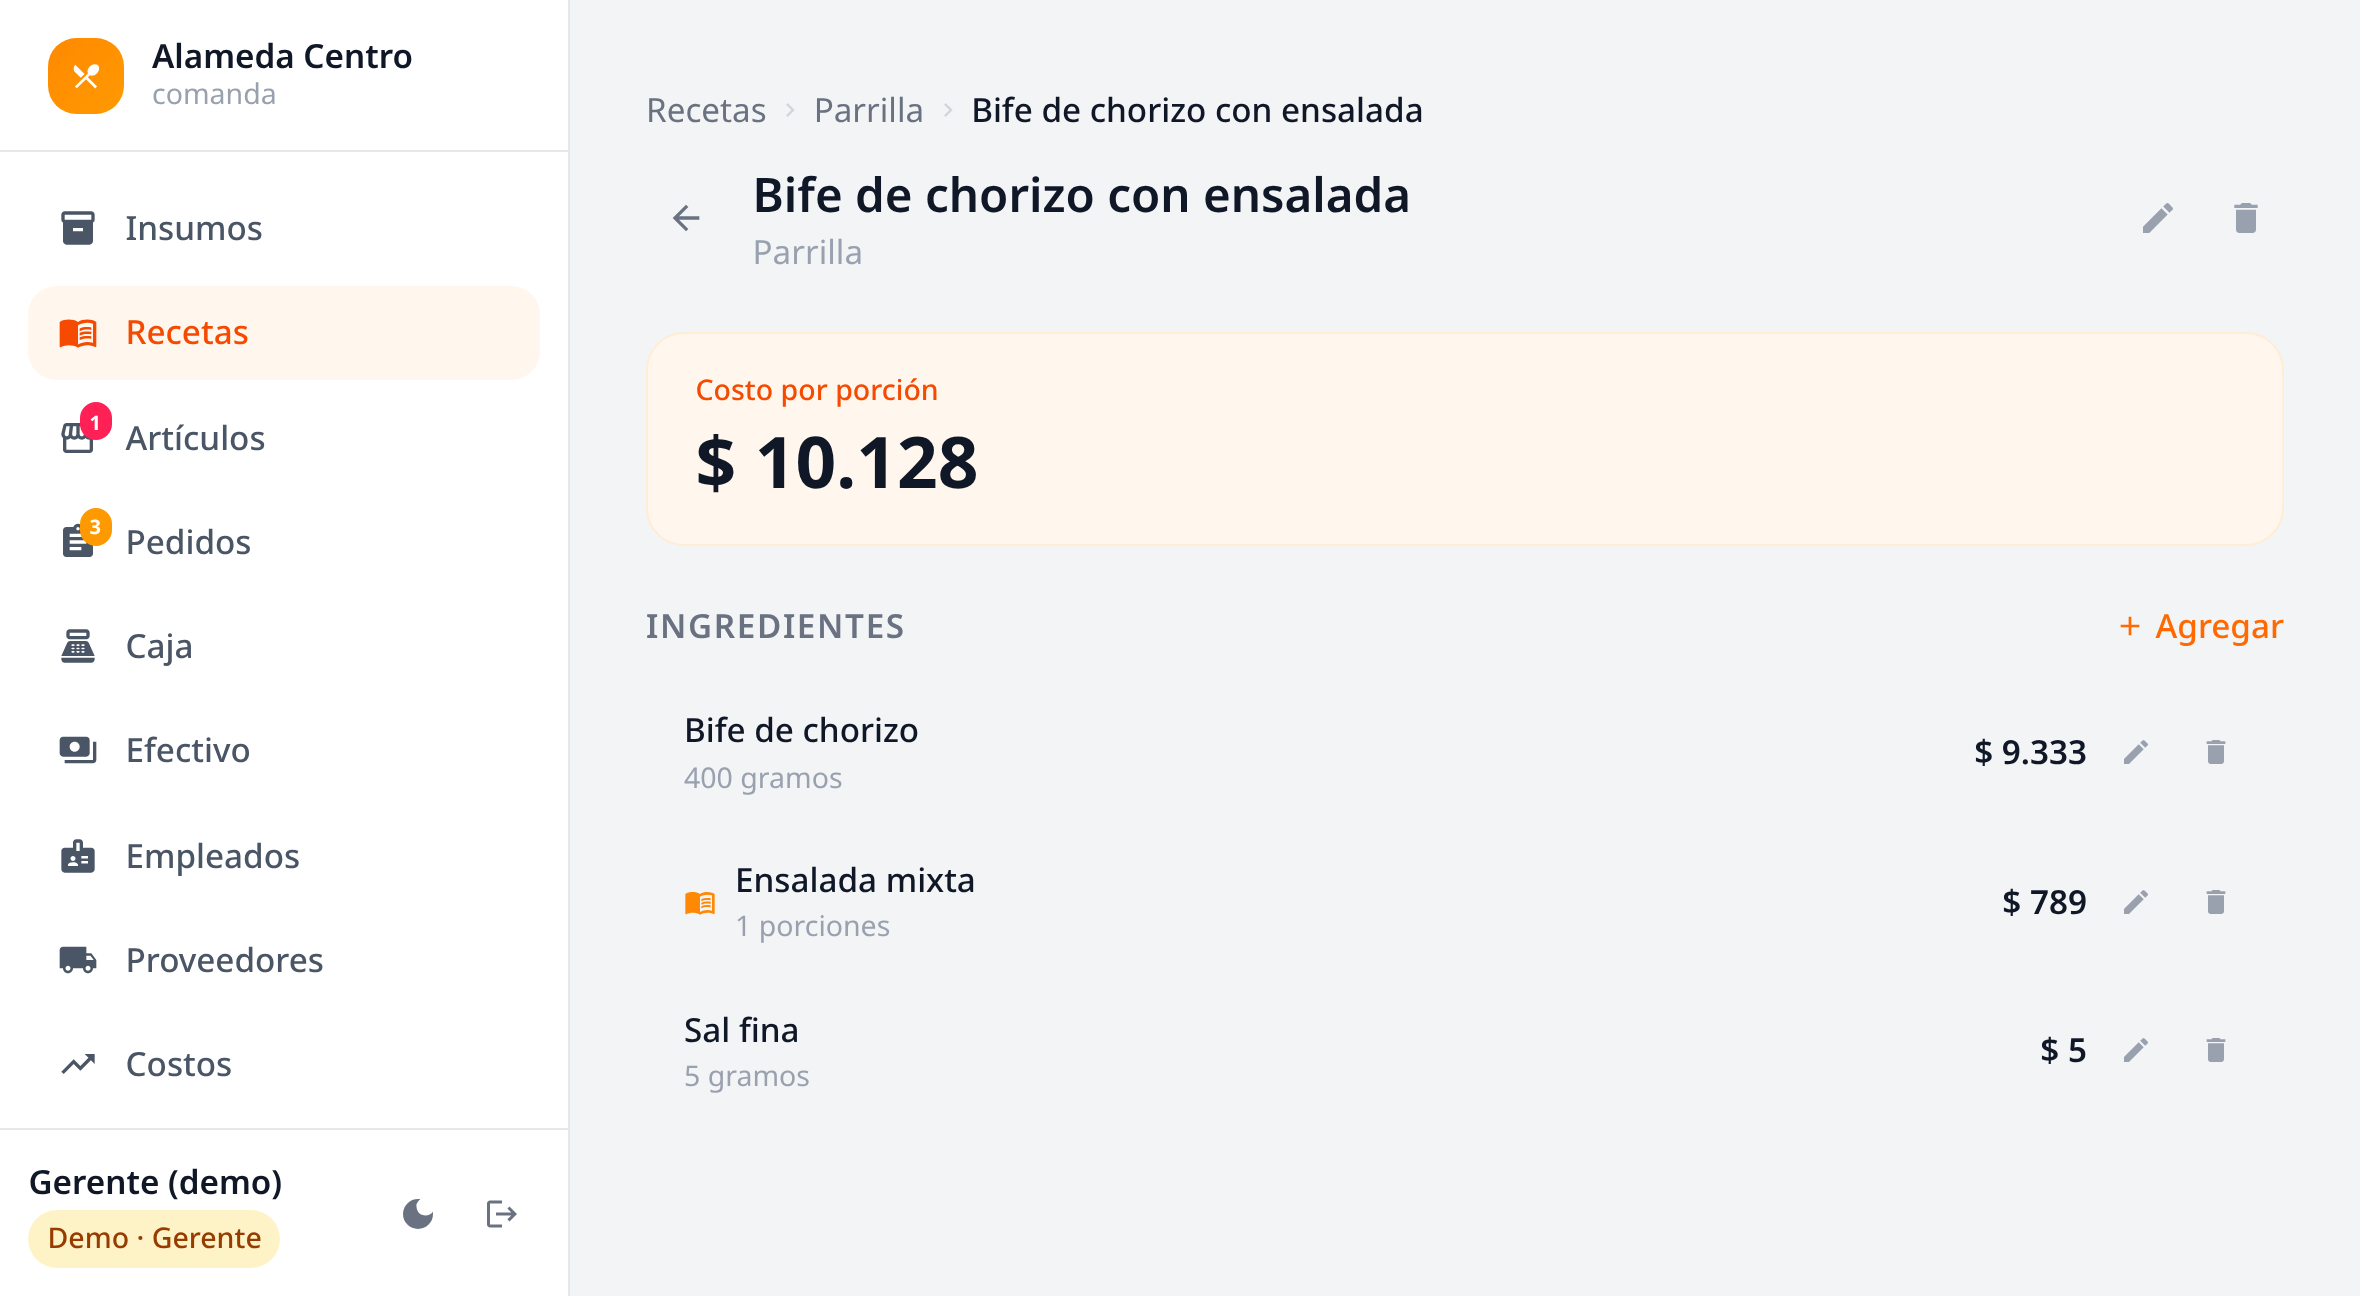 Alameda Centro
comanda
Insumos
Recetas
1
Artículos
3
Pedidos
Caja
Efectivo
Empleados
Proveedores
Costos
Gerente (demo)
Demo · Gerente
Recetas > Parrilla > Bife de chorizo con ensalada
Bife de chorizo con ensalada
Parrilla
Costo por porción
$ 10.128
INGREDIENTES
+ Agregar
Bife de chorizo
400 gramos
$ 9.333
Ensalada mixta
1 porciones
$ 789
Sal fina
5 gramos
$ 5